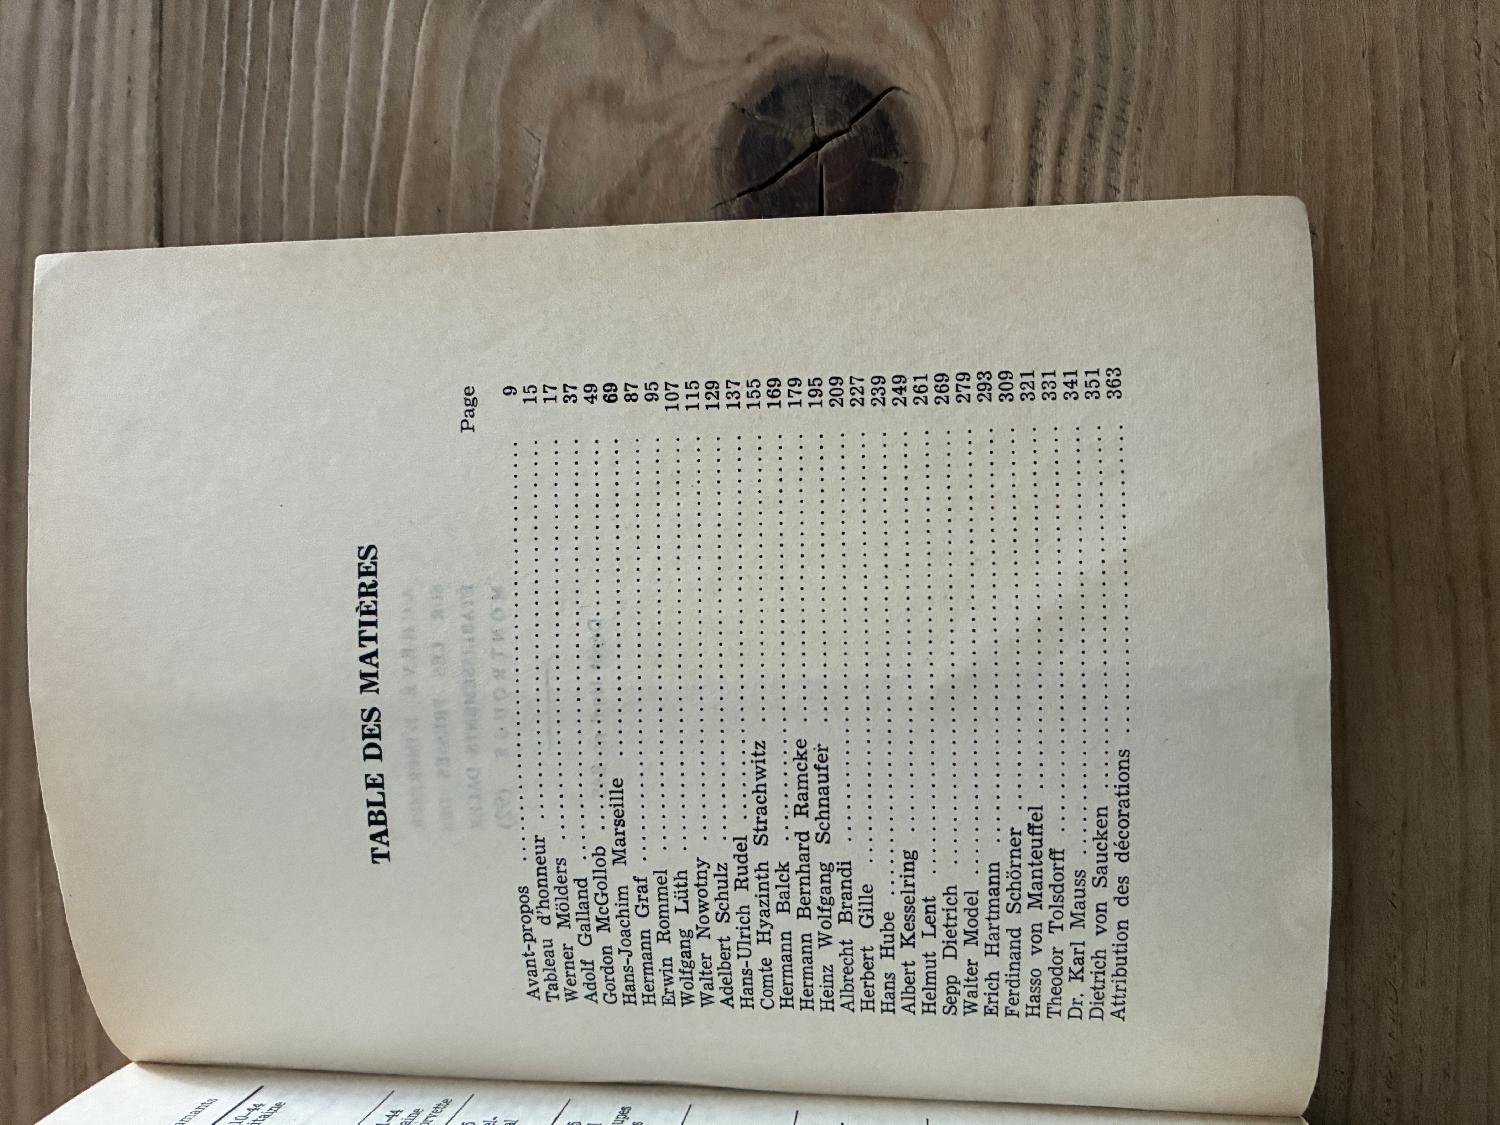 TABLE DES MATIÈRES
Page
Avant-propos ........ 9
Tableau d'honneur ........ 15
Werner Mölders ........ 17
Adolf Galland ........ 37
Gordon McGollob ........ 49
Hans-Joachim Marseille ........ 69
Hermann Graf ........ 87
Erwin Rommel ........ 95
Wolfgang Lüth ........ 107
Walter Nowotny ........ 115
Adelbert Schulz ........ 129
Hans-Ulrich Rudel ........ 137
Comte Hyazinth Strachwitz ........ 155
Hermann Balck ........ 169
Hermann Bernhard Ramcke ........ 179
Heinz Wolfgang Schnaufer ........ 195
Albrecht Brandi ........ 209
Herbert Gille ........ 227
Hans Hube ........ 239
Albert Kesselring ........ 249
Helmut Lent ........ 261
Sepp Dietrich ........ 269
Walter Model ........ 279
Erich Hartmann ........ 293
Ferdinand Schörner ........ 309
Hasso von Manteuffel ........ 321
Theodor Tolsdorff ........ 331
Dr. Karl Mauss ........ 341
Dietrich von Saucken ........ 351
Attribution des décorations ........ 363